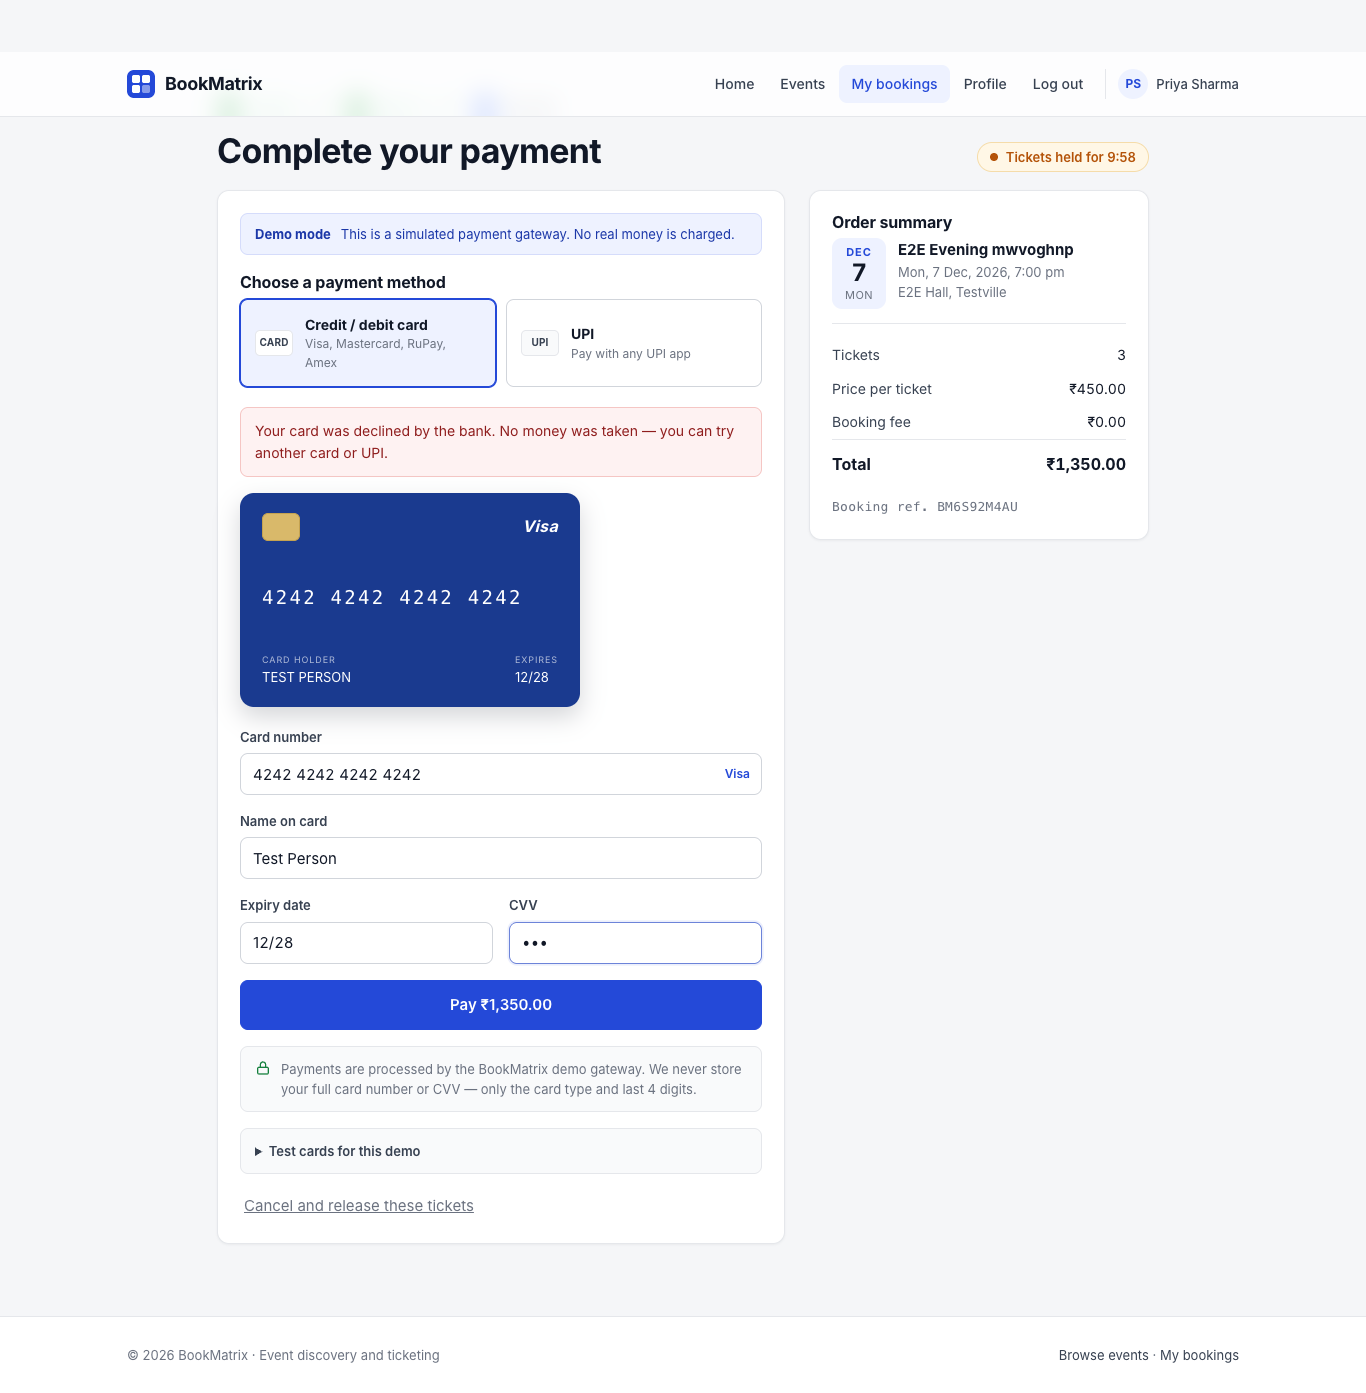 BookMatrix
Home
Events
My bookings
Profile
Log out
PS
Priya Sharma
Complete your payment
Tickets held for 9:58
Demo mode This is a simulated payment gateway. No real money is charged.
Choose a payment method
CARD
Credit / debit card
Visa, Mastercard, RuPay,
Amex
UPI
UPI
Pay with any UPI app
Your card was declined by the bank. No money was taken — you can try
another card or UPI.
Visa
4242 4242 4242 4242
CARD HOLDER
TEST PERSON
EXPIRES
12/28
Card number
4242 4242 4242 4242
Visa
Name on card
Test Person
Expiry date
12/28
CVV
•••
Pay ₹1,350.00
Payments are processed by the BookMatrix demo gateway. We never store
your full card number or CVV — only the card type and last 4 digits.
Test cards for this demo
Cancel and release these tickets
Order summary
DEC
7
MON
E2E Evening mwvoghnp
Mon, 7 Dec, 2026, 7:00 pm
E2E Hall, Testville
Tickets 3
Price per ticket ₹450.00
Booking fee ₹0.00
Total ₹1,350.00
Booking ref. BM6S92M4AU
© 2026 BookMatrix · Event discovery and ticketing
Browse events · My bookings